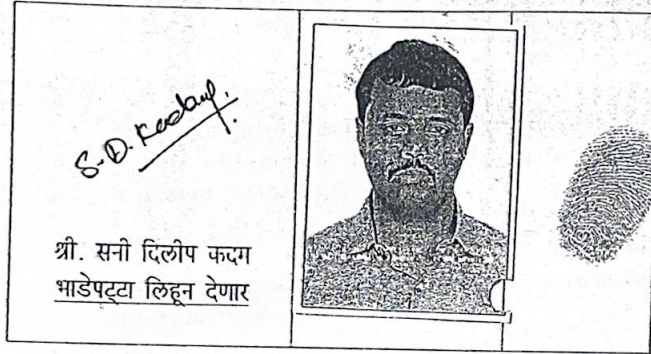 S.D. Kadam.
श्री. सनी दिलीप कदम
भाडेपट्टा लिहून देणार